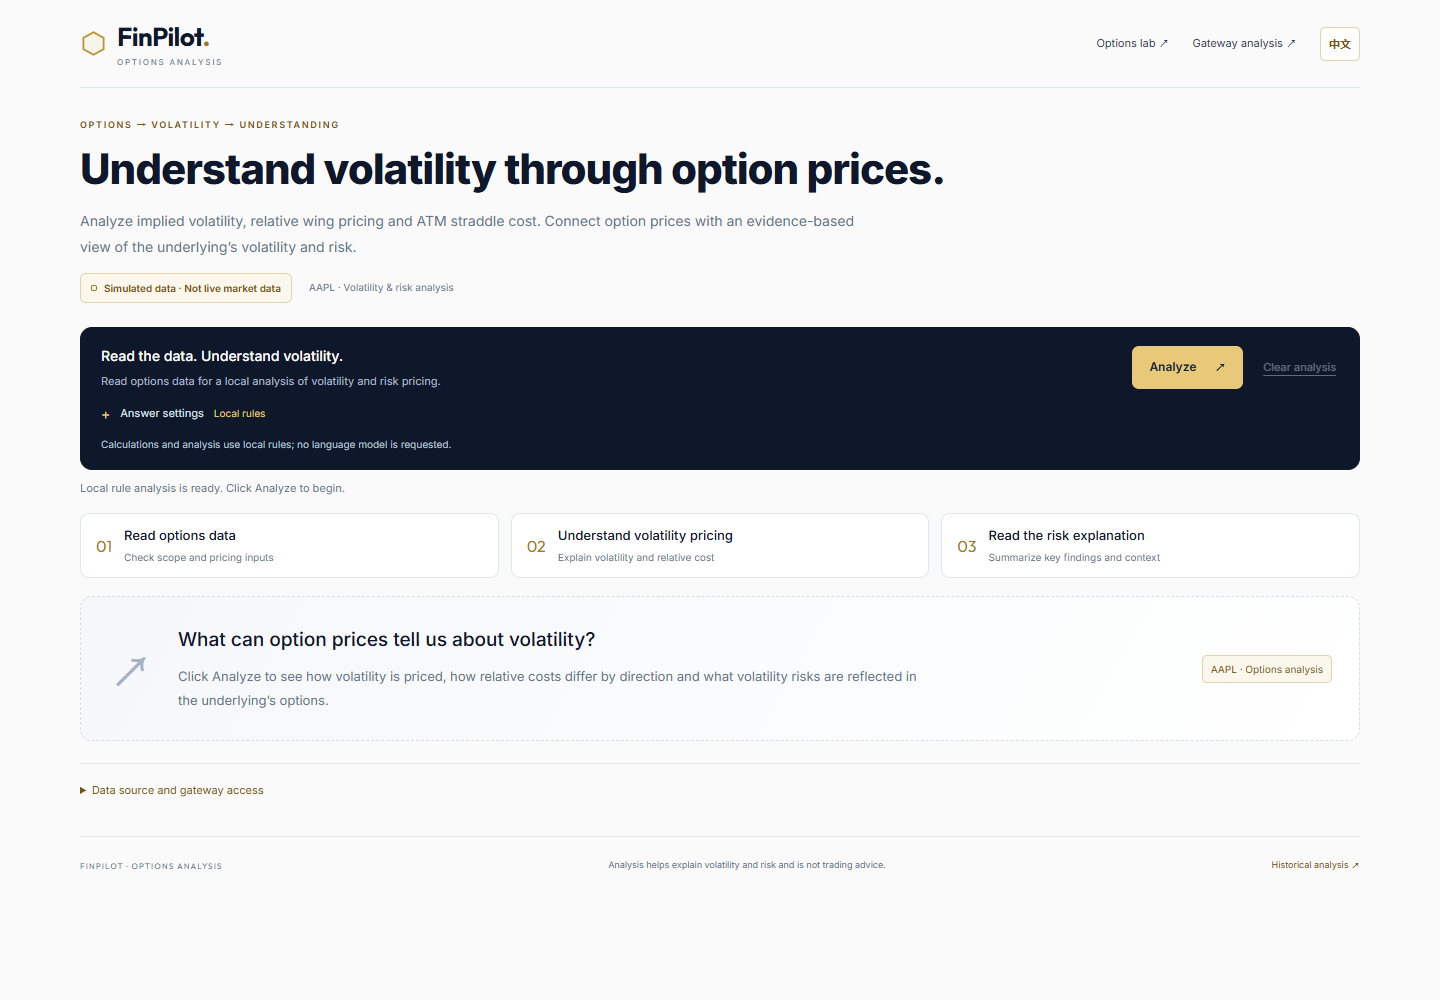 FinPilot.
OPTIONS ANALYSIS
Options lab ↗
Gateway analysis ↗
中文
OPTIONS → VOLATILITY → UNDERSTANDING
Understand volatility through option prices.
Analyze implied volatility, relative wing pricing and ATM straddle cost. Connect option prices with an evidence-based
view of the underlying’s volatility and risk.
Simulated data · Not live market data
AAPL · Volatility & risk analysis
Read the data. Understand volatility.
Read options data for a local analysis of volatility and risk pricing.
+ Answer settings Local rules
Calculations and analysis use local rules; no language model is requested.
Analyze ↗
Clear analysis
Local rule analysis is ready. Click Analyze to begin.
01
Read options data
Check scope and pricing inputs
02
Understand volatility pricing
Explain volatility and relative cost
03
Read the risk explanation
Summarize key findings and context
What can option prices tell us about volatility?
Click Analyze to see how volatility is priced, how relative costs differ by direction and what volatility risks are reflected in
the underlying’s options.
AAPL · Options analysis
Data source and gateway access
FINPILOT · OPTIONS ANALYSIS
Analysis helps explain volatility and risk and is not trading advice.
Historical analysis ↗